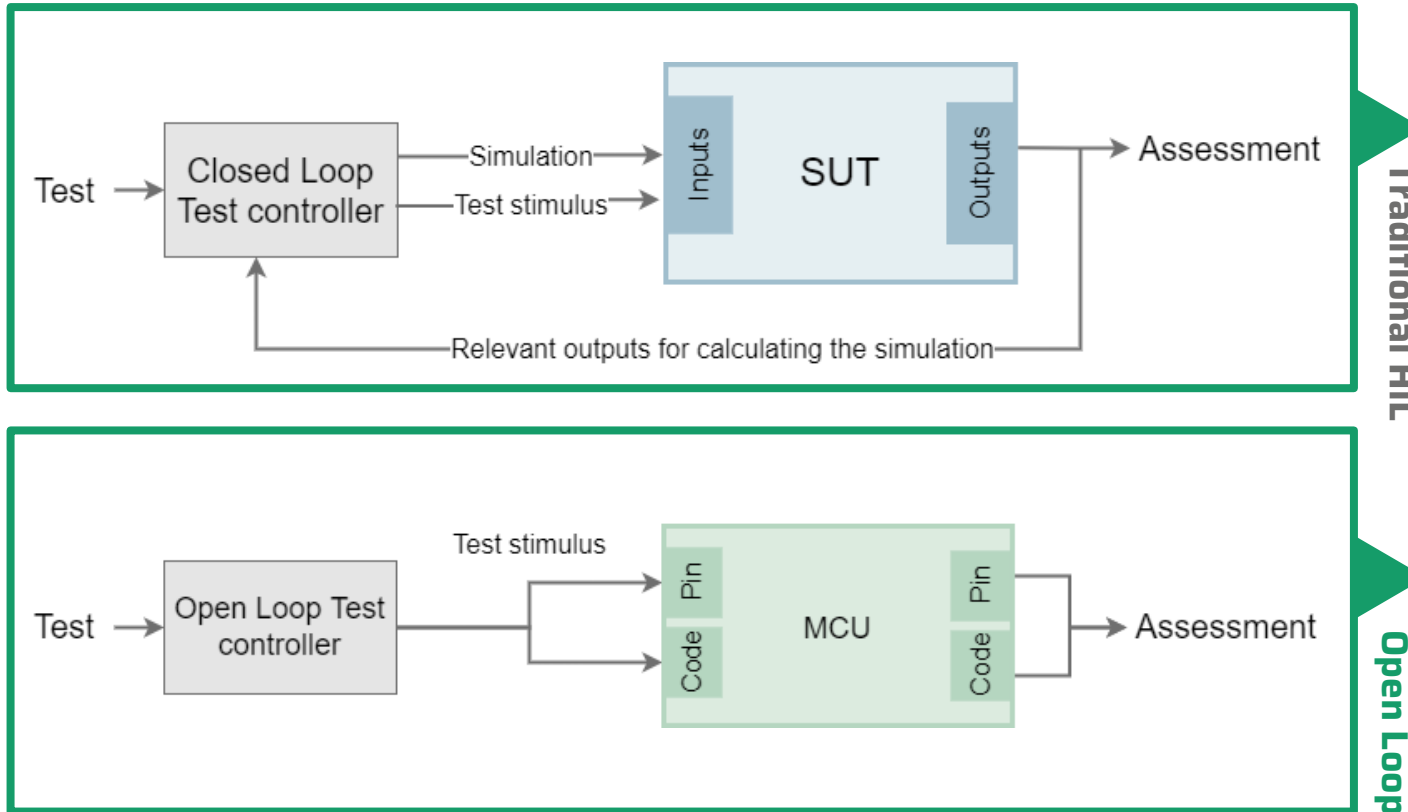 Test
Closed Loop
Test controller
Simulation
Test stimulus
Inputs
SUT
Outputs
Assessment
Relevant outputs for calculating the simulation
Traditional HIL
Test
Open Loop Test
controller
Test stimulus
Pin
Code
MCU
Pin
Code
Assessment
Open Loop